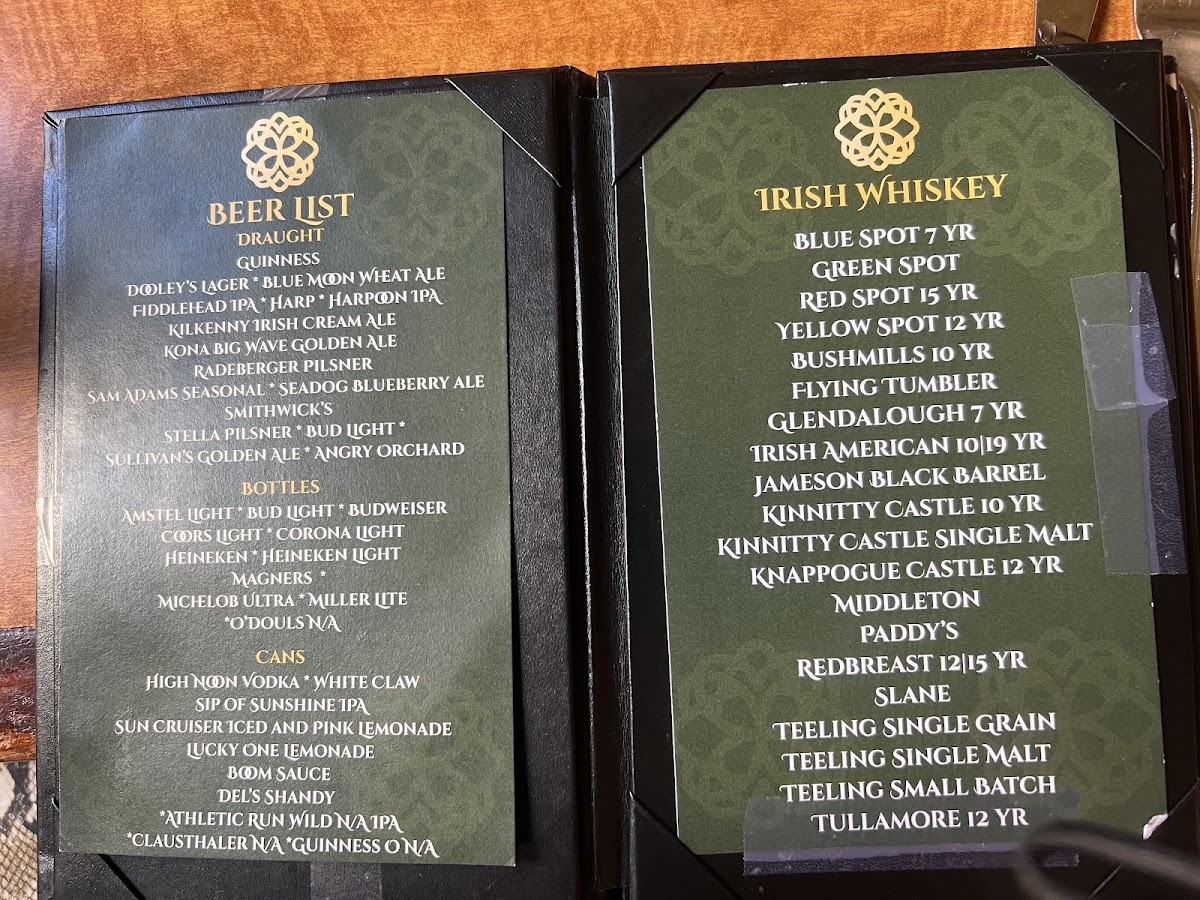 Beer List
Draught
Guinness
Dooley's Lager * Blue Moon Wheat Ale
Fiddlehead IPA * Harp * Harpoon IPA
Kilkenny Irish Cream Ale
Kona Big Wave Golden Ale
Radeberger Pilsner
Sam Adams Seasonal * Seadog Blueberry Ale
Smithwick's
Stella Pilsner * Bud Light *
Sullivan's Golden Ale * Angry Orchard
Bottles
Amstel Light * Bud Light * Budweiser
Coors Light * Corona Light
Heineken * Heineken Light
Magners *
Michelob Ultra * Miller Lite
*O'Douls N/A
Cans
High Noon Vodka * White Claw
Sip of Sunshine IPA
Sun Cruiser Iced and Pink Lemonade
Lucky One Lemonade
Boom Sauce
Del's Shandy
*Athletic Run Wild N/A IPA
*Clausthaler N/A *Guinness O N/A
Irish Whiskey
Blue Spot 7 YR
Green Spot
Red Spot 15 YR
Yellow Spot 12 YR
Bushmills 10 YR
Flying Tumbler
Glendalough 7 YR
Irish American 10|19 YR
Jameson Black Barrel
Kinnitty Castle 10 YR
Kinnitty Castle Single Malt
Knappogue Castle 12 YR
Middleton
Paddy's
Redbreast 12|15 YR
Slane
Teeling Single Grain
Teeling Single Malt
Teeling Small Batch
Tullamore 12 YR